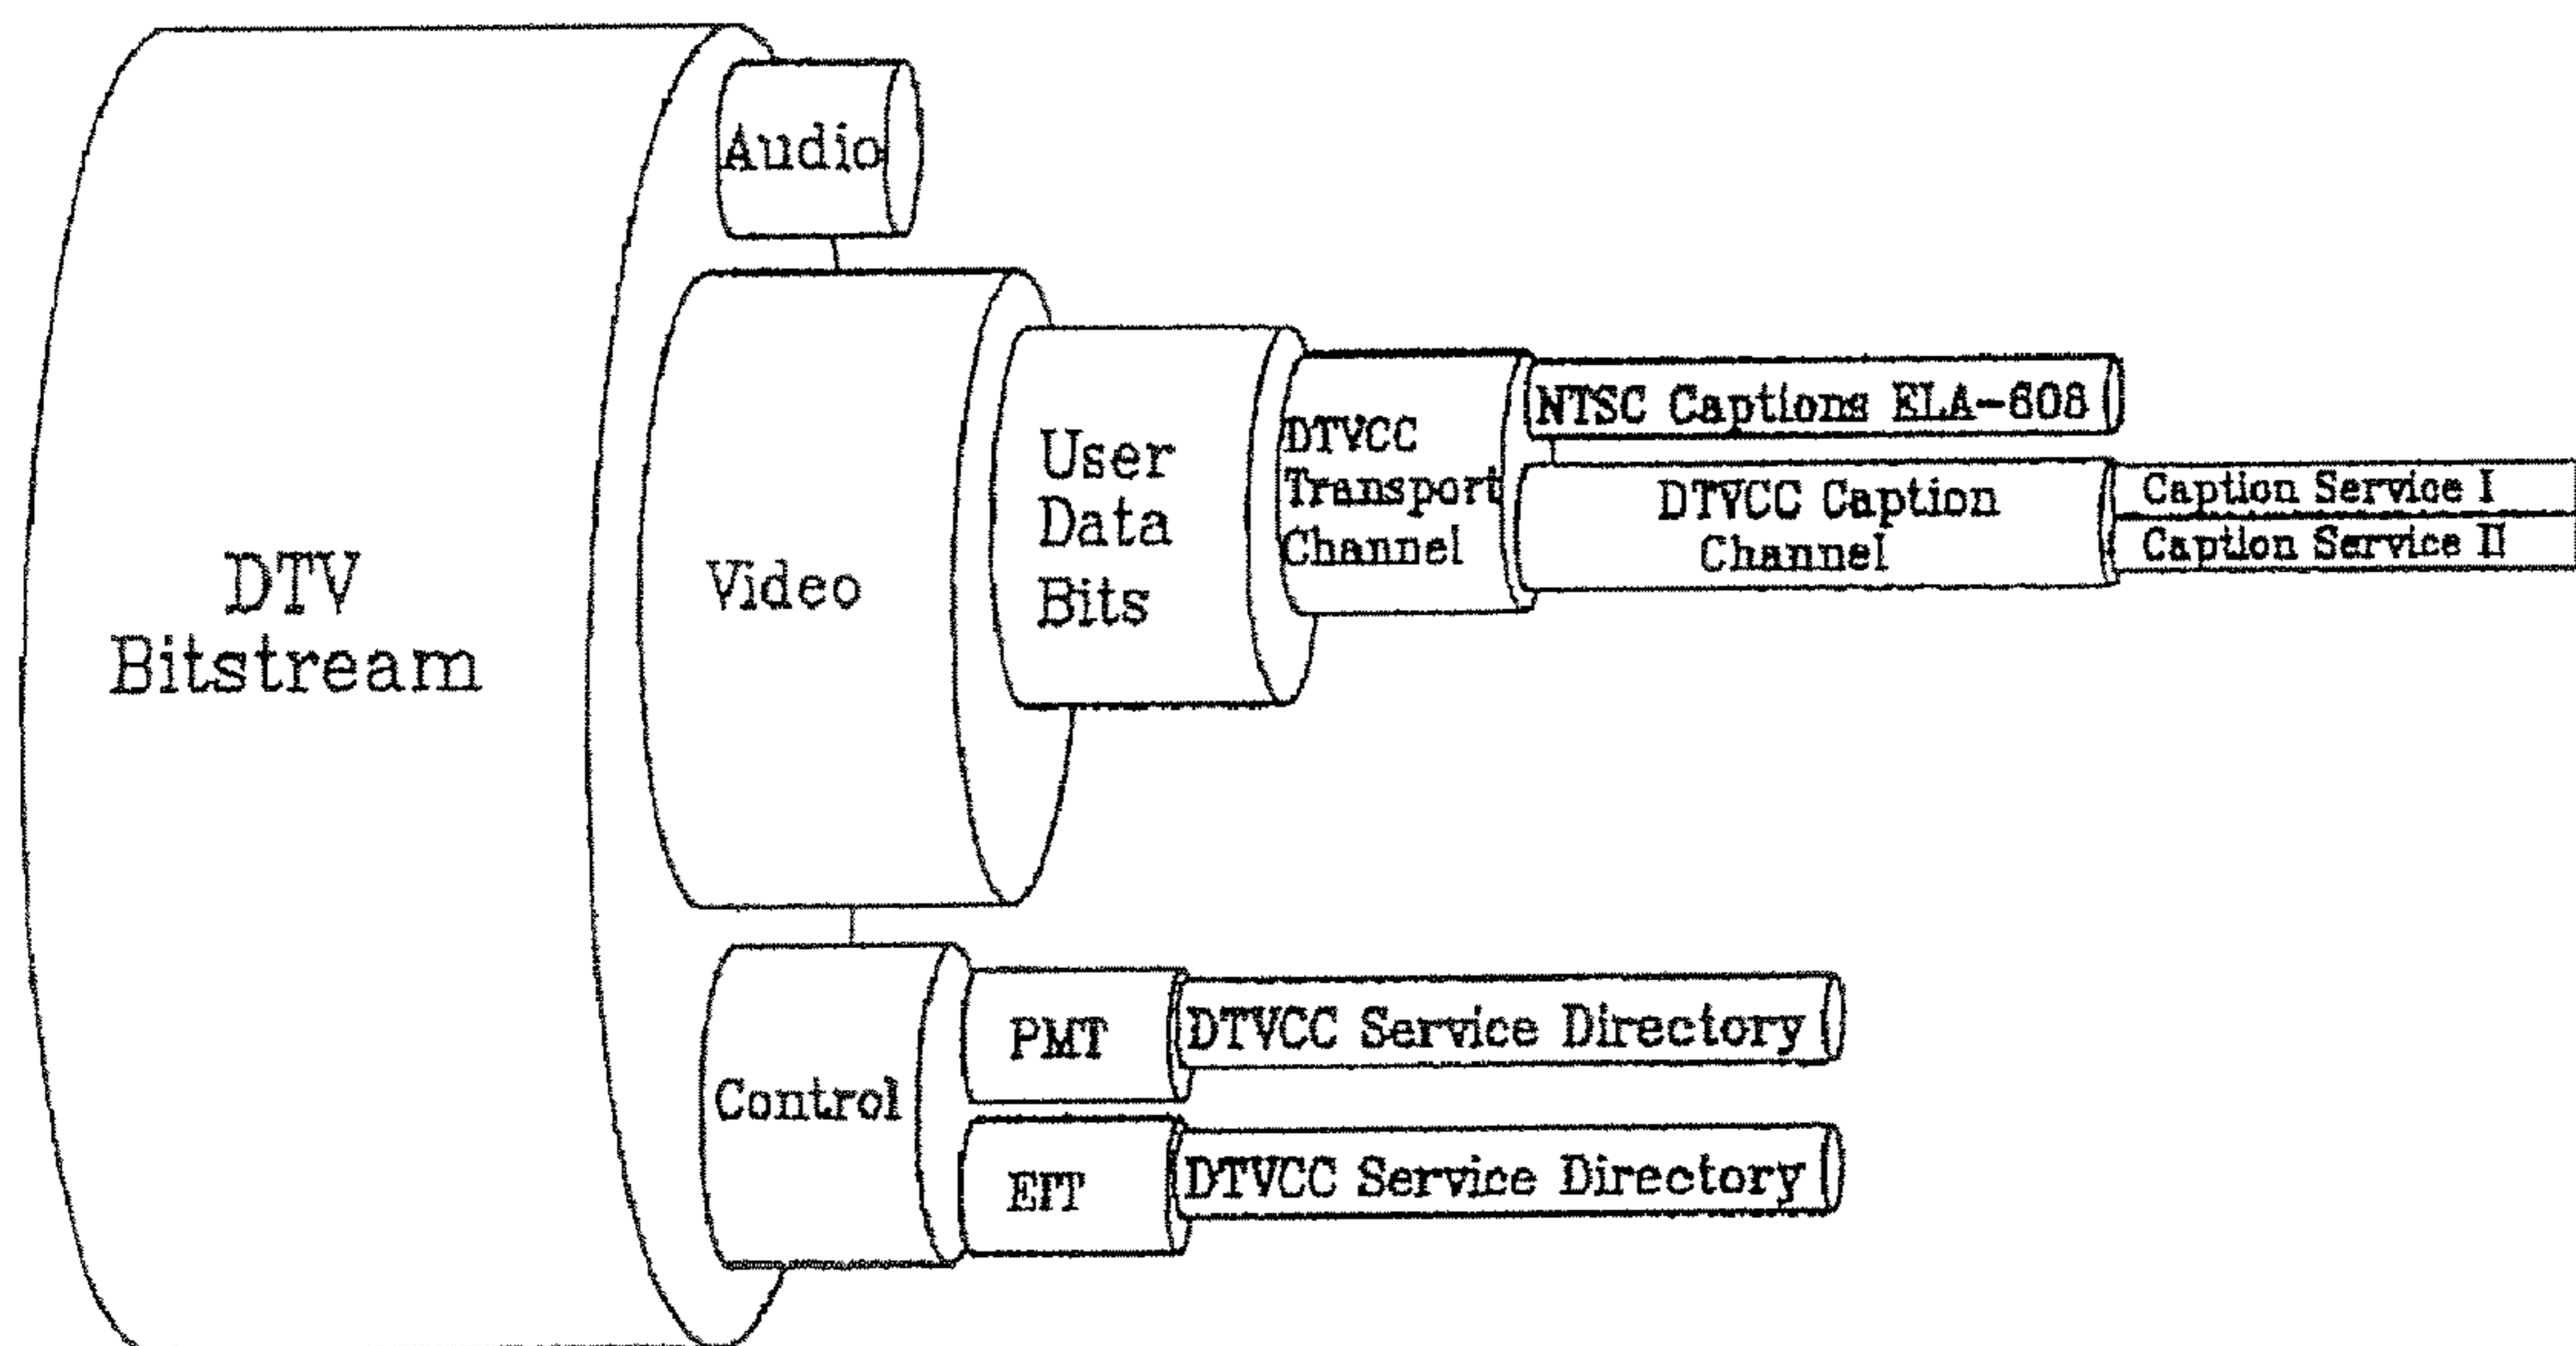 Audio
DTV
Bitstream
Video
User
Data
Bits
DTVCC
Transport
Channel
NTSC Captions ELA-608
DTVCC Caption
Channel
Caption Service I
Caption Service II
Control
PMT
DTVCC Service Directory
EIT
DTVCC Service Directory